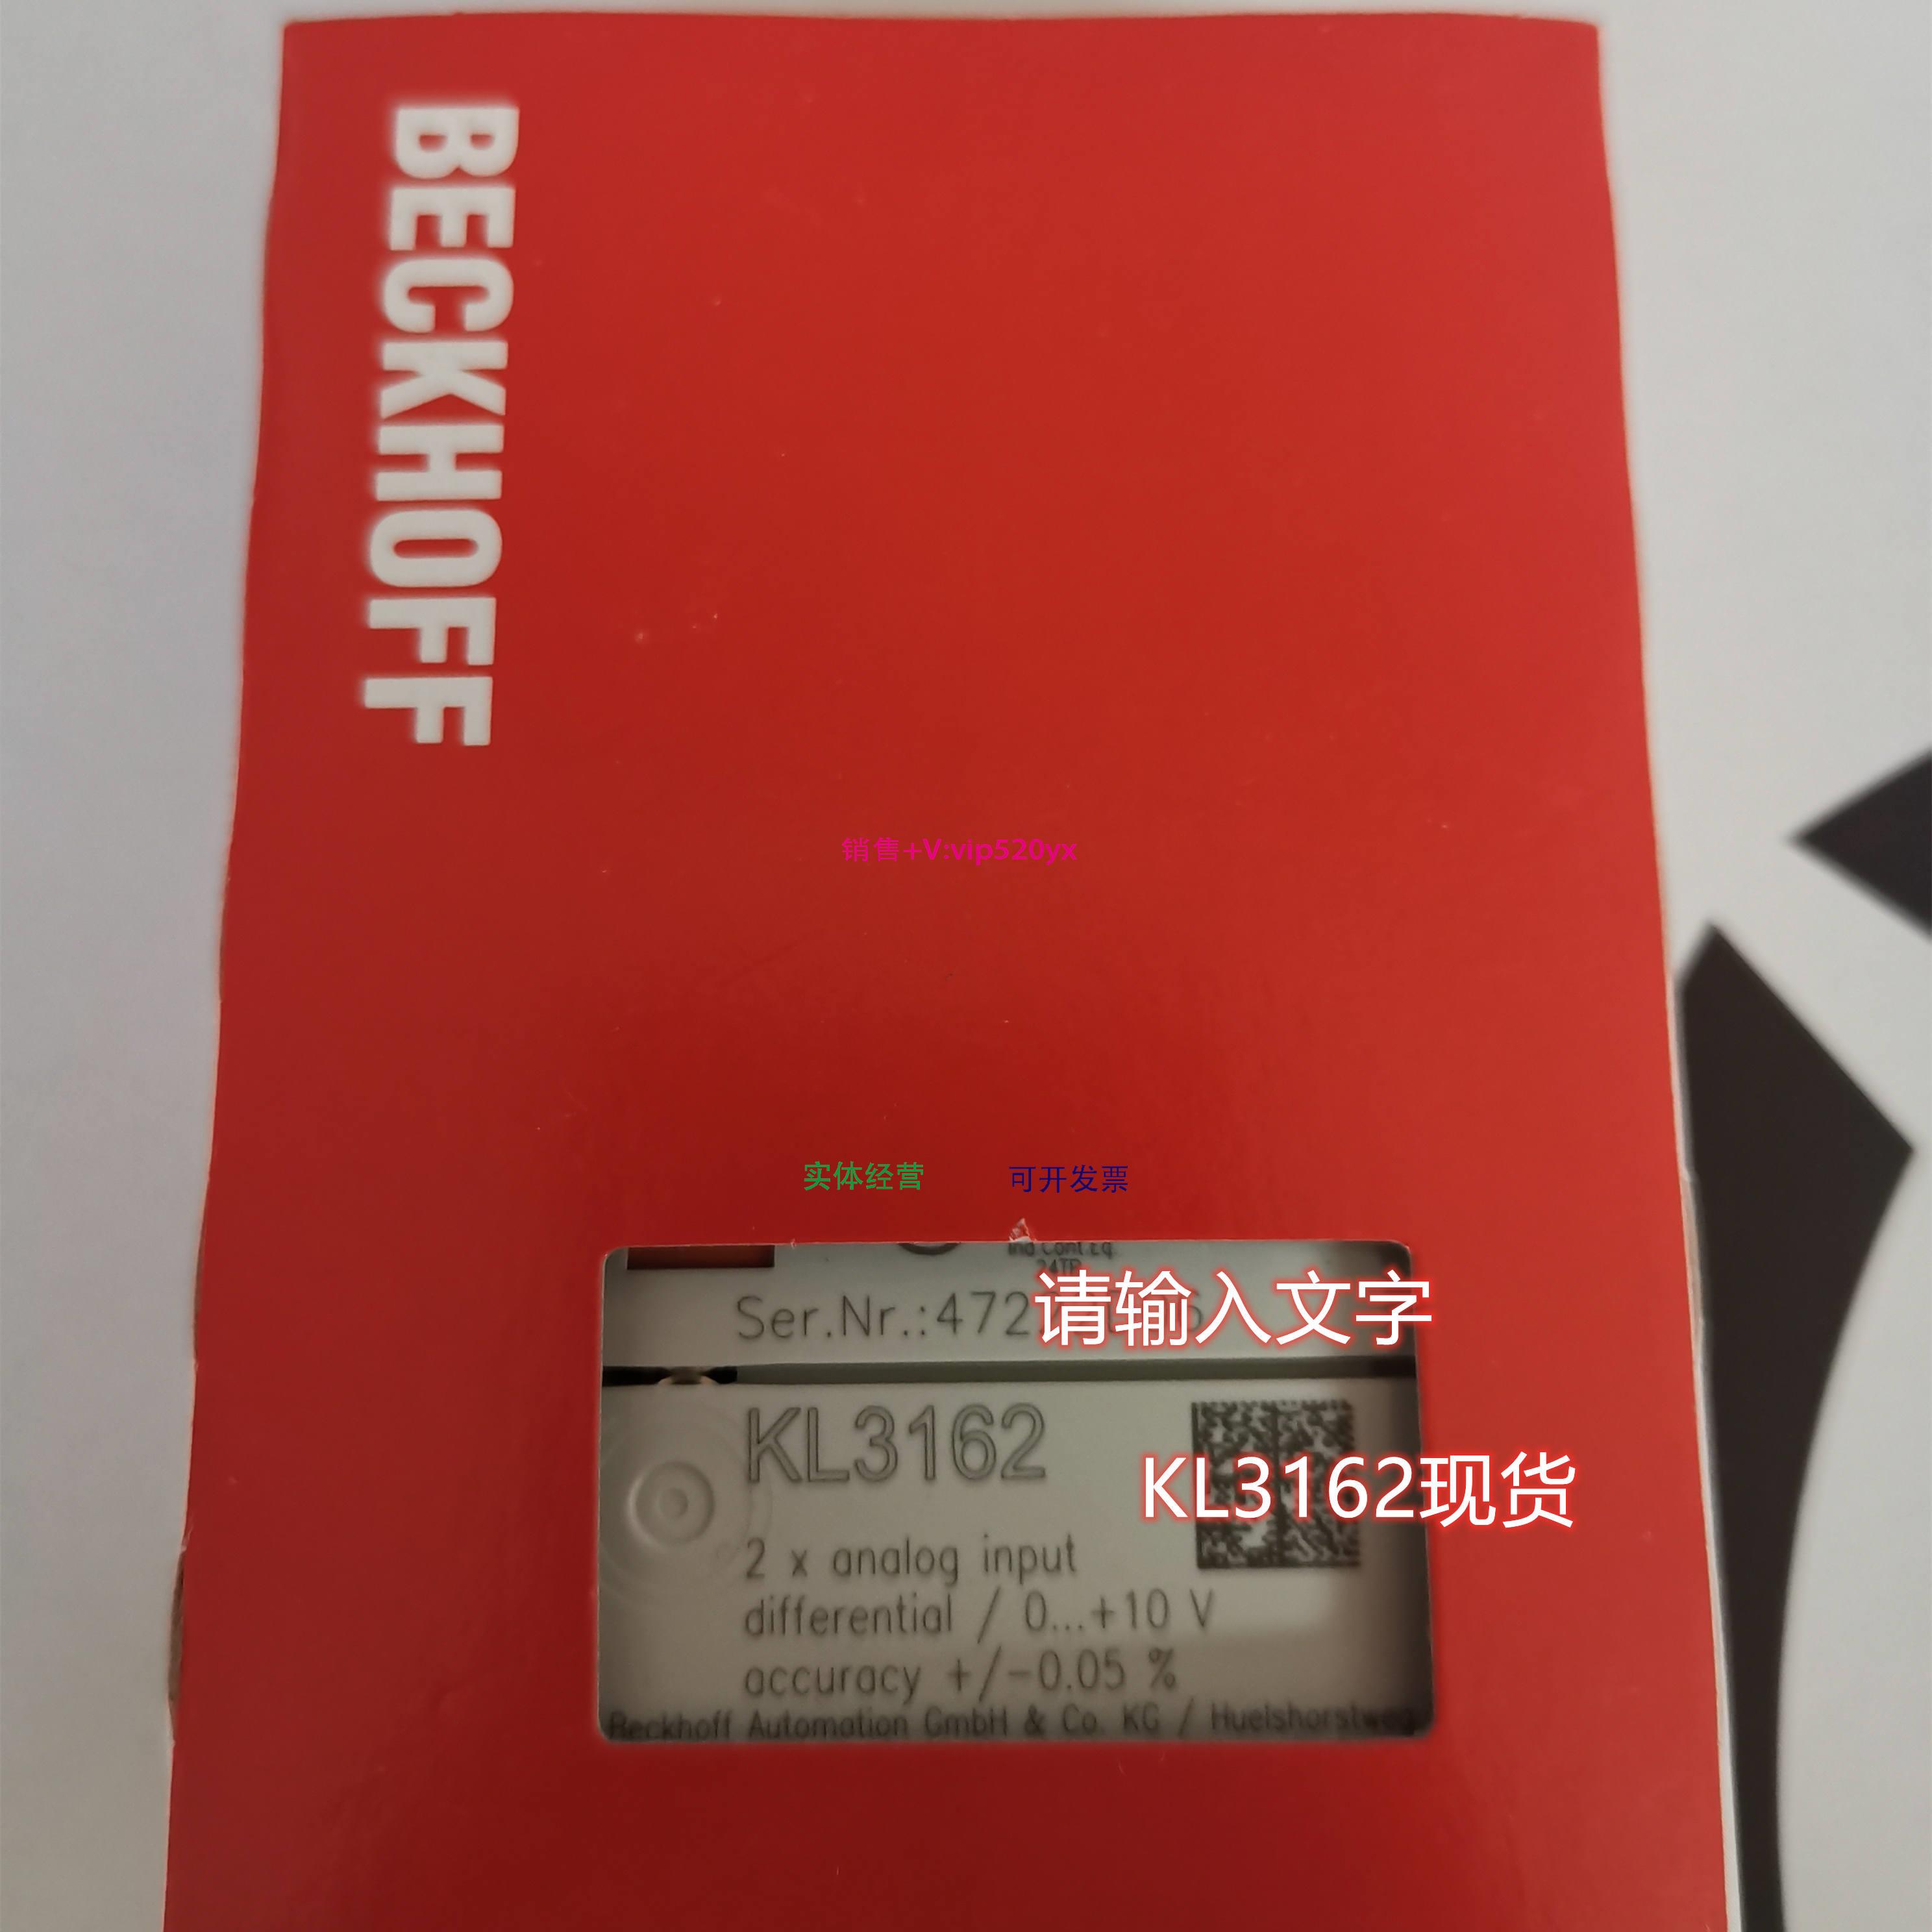 BECKHOFF
销售+V:vip520yx
实体经营 可开发票
Ind.Cont.Eq.
24TP
请输入文字
Ser.Nr.:472
KL3162
KL3162现货
2 x analog input
differential / 0...+10 V
accuracy +/-0.05 %
Beckhoff Automation GmbH & Co. KG / Huelshorstweg